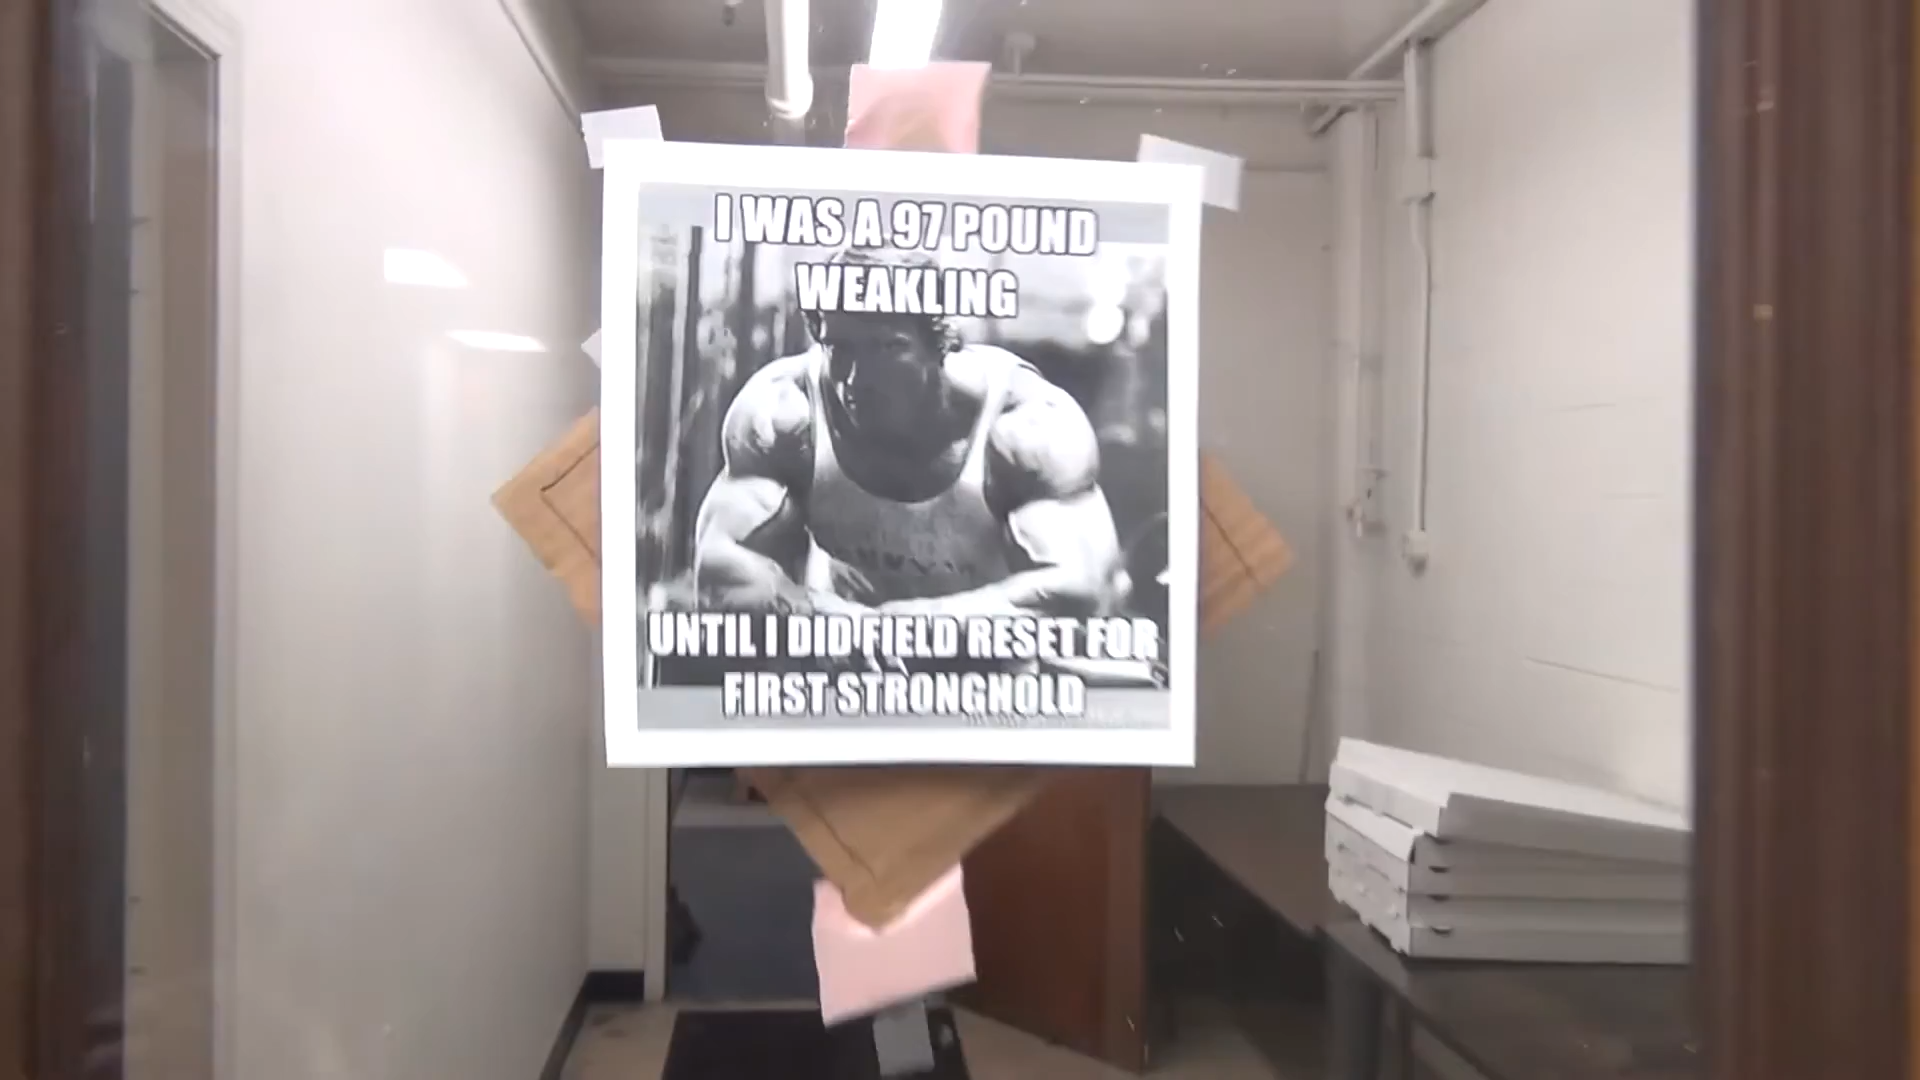 I WAS A 97 POUND
WEAKLING
UNTIL I DID FIELD RESET FOR
FIRST STRONGHOLD